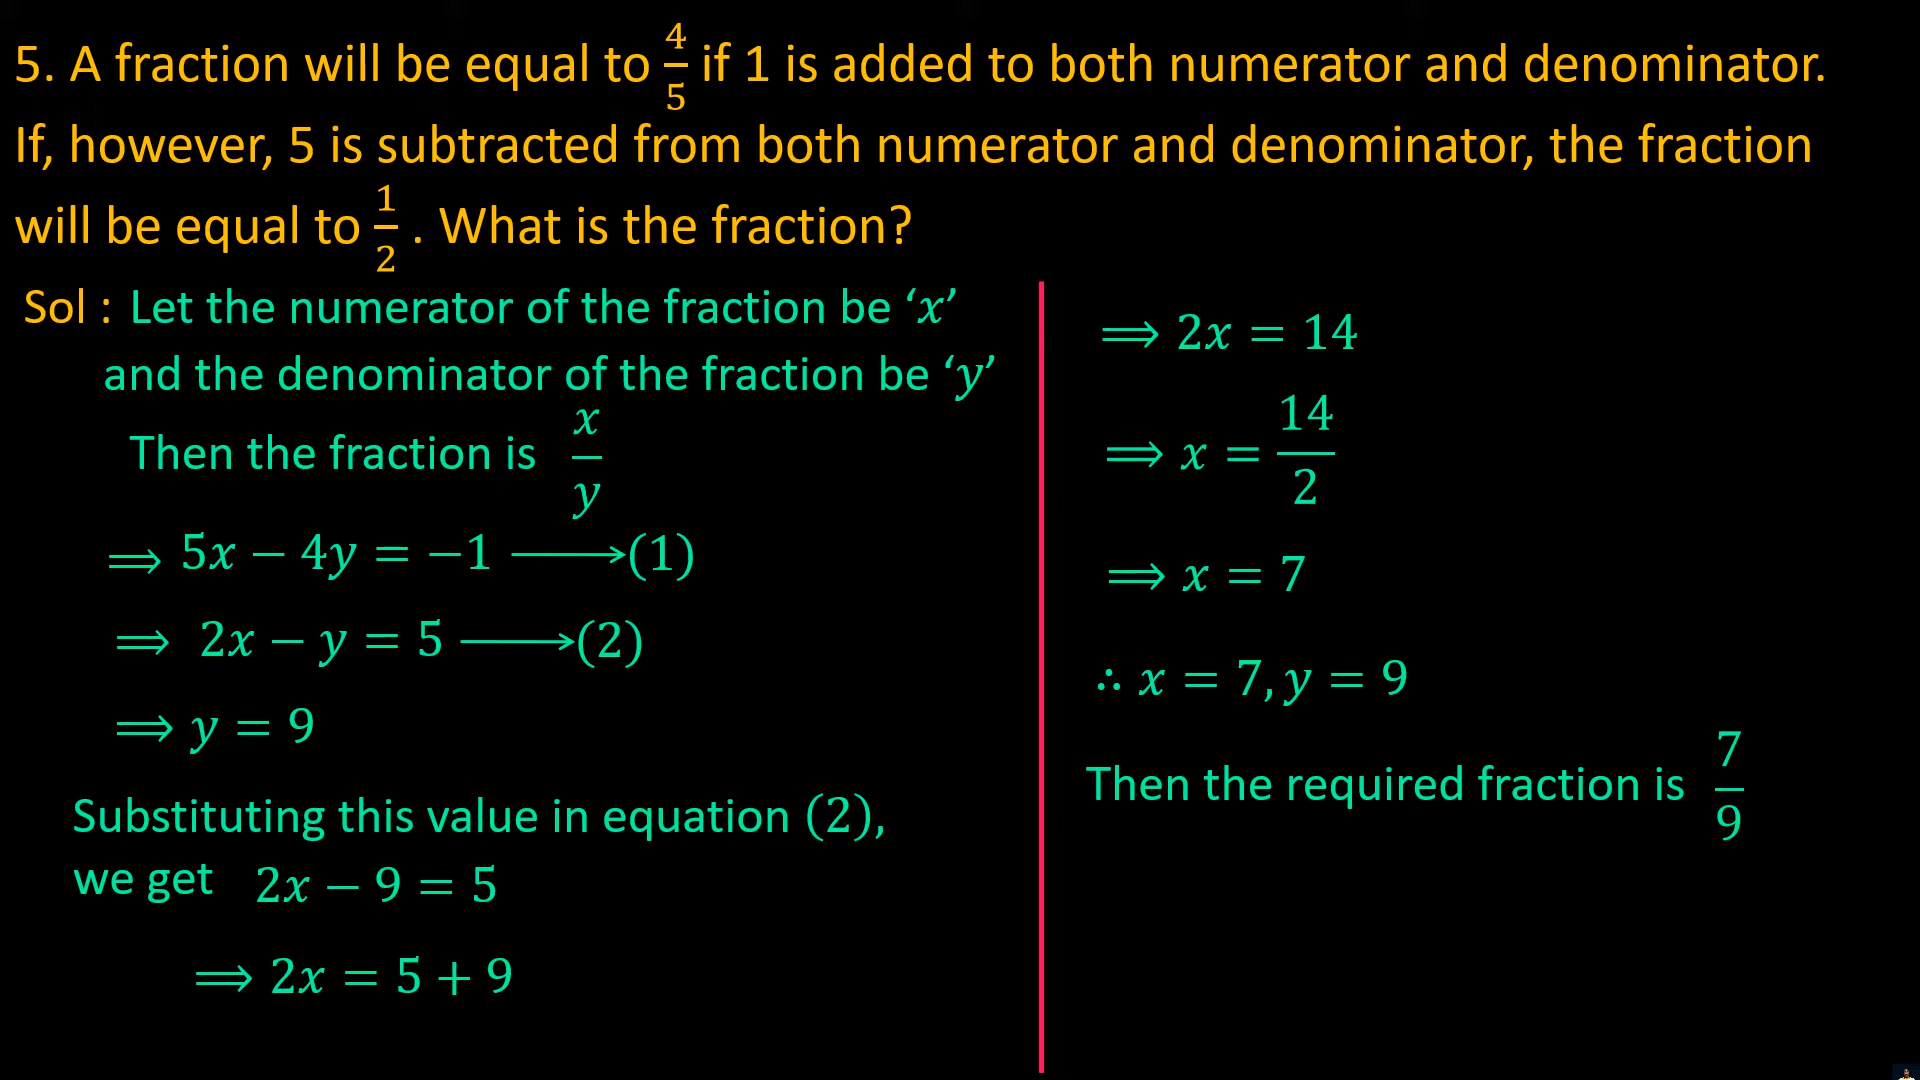 5. A fraction will be equal to 4/5 if 1 is added to both numerator and denominator.
If, however, 5 is subtracted from both numerator and denominator, the fraction
will be equal to 1/2 . What is the fraction?
Sol : Let the numerator of the fraction be ‘x’
and the denominator of the fraction be ‘y’
Then the fraction is x/y
⟹ 5x − 4y = −1 ⟶(1)
⟹ 2x − y = 5 ⟶(2)
⟹ y = 9
Substituting this value in equation (2),
we get 2x − 9 = 5
⟹ 2x = 5 + 9
⟹ 2x = 14
⟹ x = 14/2
⟹ x = 7
∴ x = 7, y = 9
Then the required fraction is 7/9